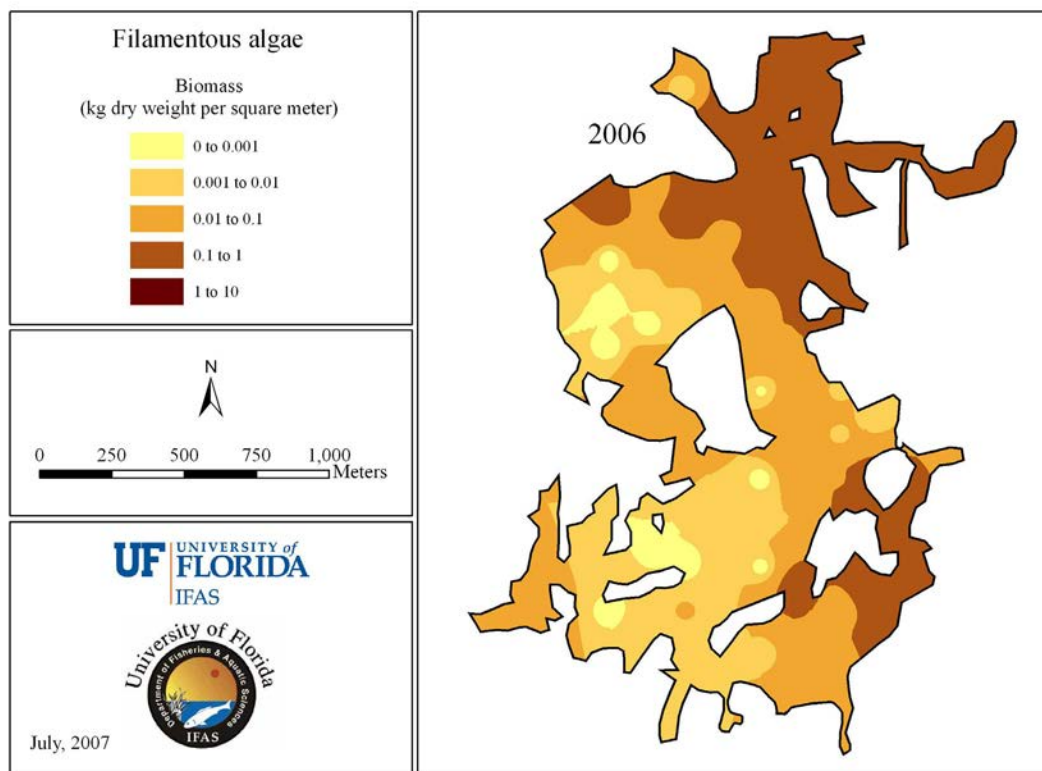 Filamentous algae
Biomass
(kg dry weight per square meter)
0 to 0.001
0.001 to 0.01
0.01 to 0.1
0.1 to 1
1 to 10
N
0 250 500 750 1,000
Meters
UF UNIVERSITY of
FLORIDA
IFAS
University of Florida
Department of Fisheries & Aquatic Sciences
IFAS
July, 2007
2006